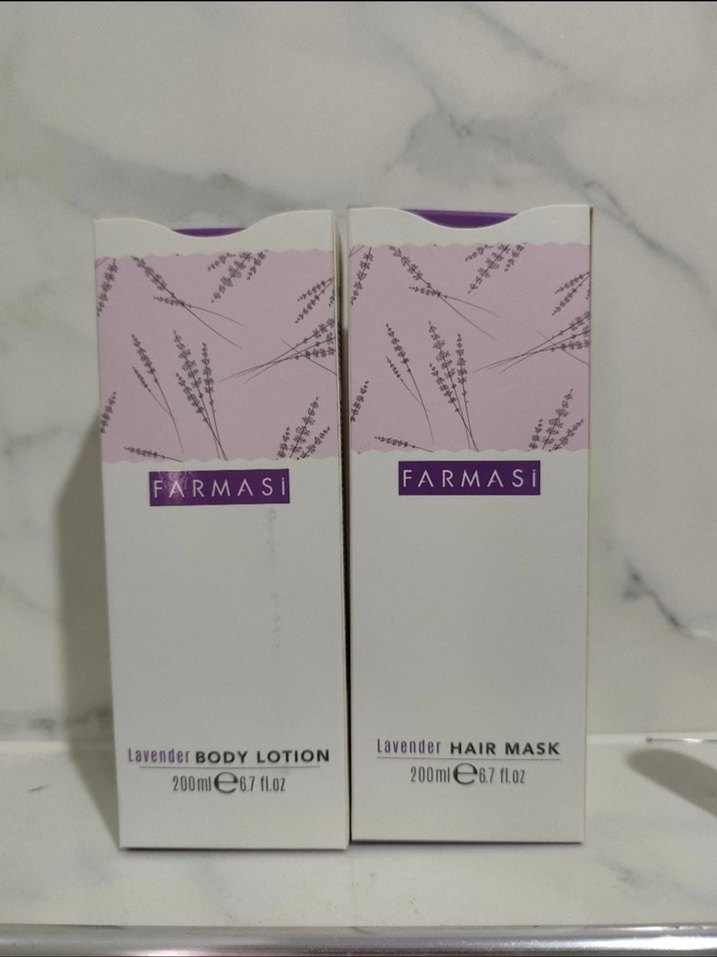 FARMASi
Lavender BODY LOTION
200ml ℮ 6.7 fl.oz
FARMASi
Lavender HAIR MASK
200ml ℮ 6.7 fl.oz